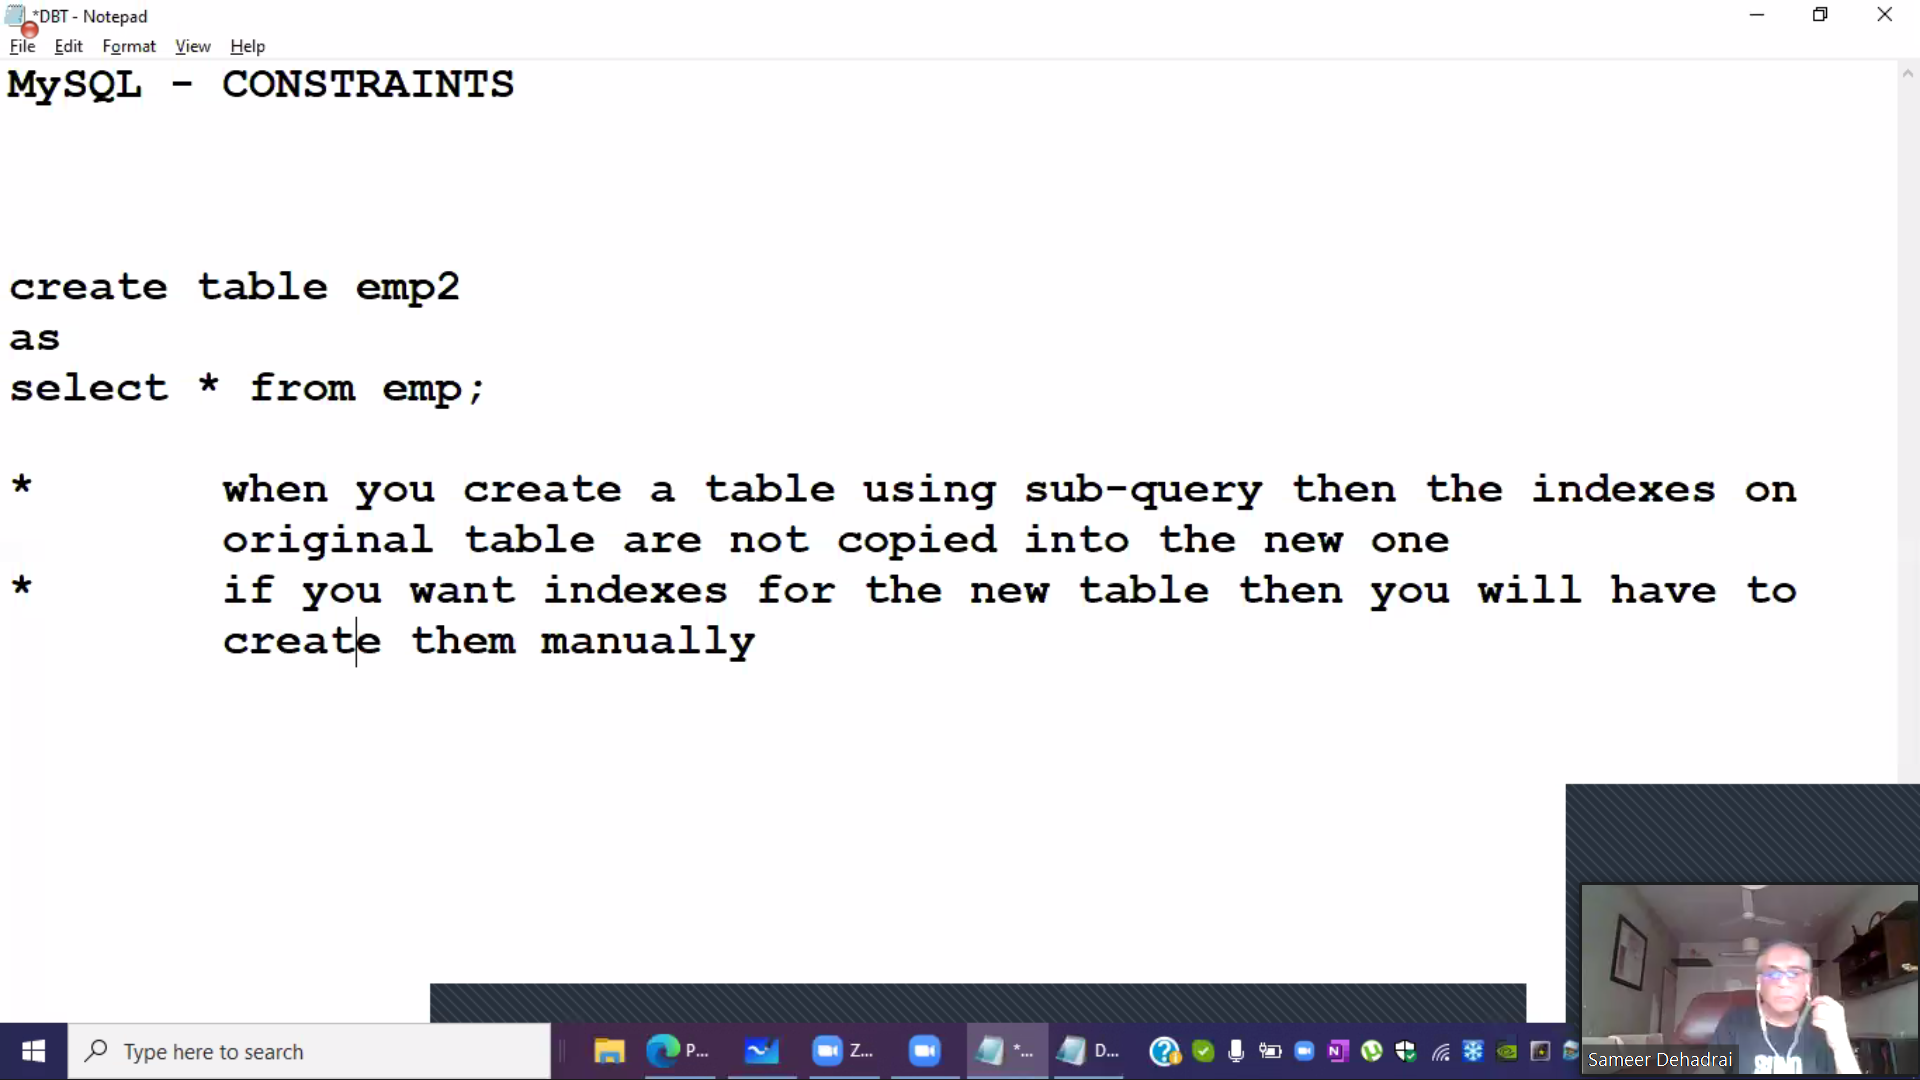 *DBT - Notepad
File Edit Format View Help
MySQL - CONSTRAINTS
create table emp2
as
select * from emp;
* when you create a table using sub-query then the indexes on
original table are not copied into the new one
* if you want indexes for the new table then you will have to
create them manually
Type here to search
P...
Z...
*...
D...
Sameer Dehadrai